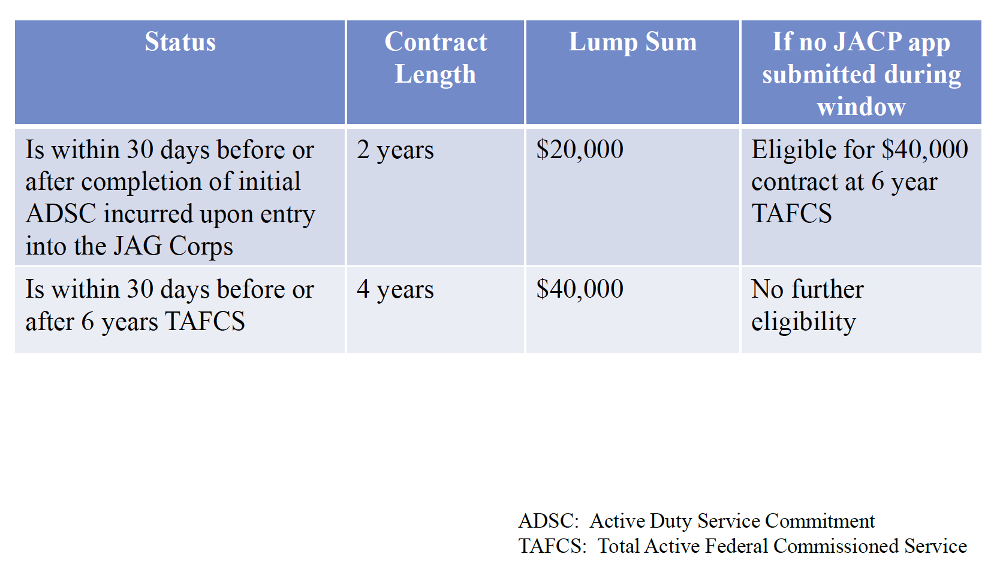 Status
Contract
Length
Lump Sum
If no JACP app
submitted during
window
Is within 30 days before or
after completion of initial
ADSC incurred upon entry
into the JAG Corps
2 years
$20,000
Eligible for $40,000
contract at 6 year
TAFCS
Is within 30 days before or
after 6 years TAFCS
4 years
$40,000
No further
eligibility
ADSC:  Active Duty Service Commitment
TAFCS:  Total Active Federal Commissioned Service